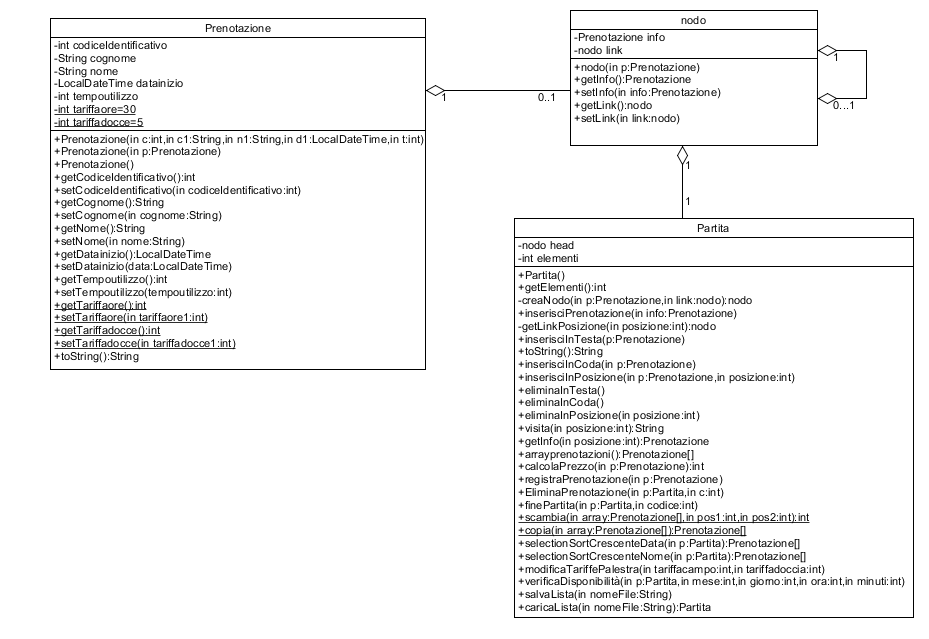 Prenotazione
-int codiceIdentificativo
-String cognome
-String nome
-LocalDateTime datainizio
-int tempoutilizzo
-int tariffaore=30
-int tariffadocce=5
+Prenotazione(in c:int,in c1:String,in n1:String,in d1:LocalDateTime,in t:int)
+Prenotazione(in p:Prenotazione)
+Prenotazione()
+getCodiceIdentificativo():int
+setCodiceIdentificativo(in codiceIdentificativo:int)
+getCognome():String
+setCognome(in cognome:String)
+getNome():String
+setNome(in nome:String)
+getDatainizio():LocalDateTime
+setDatainizio(data:LocalDateTime)
+getTempoutilizzo():int
+setTempoutilizzo(tempoutilizzo:int)
+getTariffaore():int
+setTariffaore(in tariffaore1:int)
+getTariffadocce():int
+setTariffadocce(in tariffadocce1:int)
+toString():String
1
0..1
nodo
-Prenotazione info
-nodo link
+nodo(in p:Prenotazione)
+getInfo():Prenotazione
+setInfo(in info:Prenotazione)
+getLink():nodo
+setLink(in link:nodo)
1
0...1
1
1
Partita
-nodo head
-int elementi
+Partita()
+getElementi():int
-creaNodo(in p:Prenotazione,in link:nodo):nodo
+inserisciPrenotazione(in info:Prenotazione)
-getLinkPosizione(in posizione:int):nodo
+inserisciInTesta(p:Prenotazione)
+toString():String
+inserisciInCoda(in p:Prenotazione)
+inserisciInPosizione(in p:Prenotazione,in posizione:int)
+eliminaInTesta()
+eliminaInCoda()
+eliminaInPosizione(in posizione:int)
+visita(in posizione:int):String
+getInfo(in posizione:int):Prenotazione
+arrayprenotazioni():Prenotazione[]
+calcolaPrezzo(in p:Prenotazione):int
+registraPrenotazione(in p:Prenotazione)
+EliminaPrenotazione(in p:Partita,in c:int)
+finePartita(in p:Partita,in codice:int)
+scambia(in array:Prenotazione[],in pos1:int,in pos2:int):int
+copia(in array:Prenotazione[]):Prenotazione[]
+selectionSortCrescenteData(in p:Partita):Prenotazione[]
+selectionSortCrescenteNome(in p:Partita):Prenotazione[]
+modificaTariffePalestra(in tariffacampo:int,in tariffadoccia:int)
+verificaDisponibilità(in p:Partita,in mese:int,in giorno:int,in ora:int,in minuti:int)
+salvaLista(in nomeFile:String)
+caricaLista(in nomeFile:String):Partita